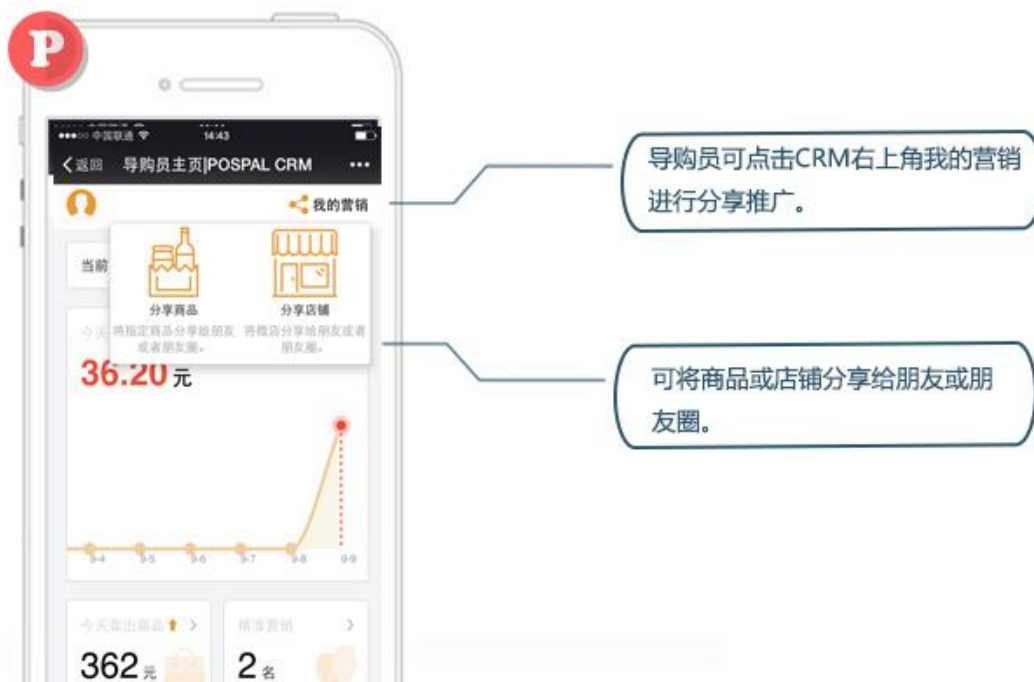 P
中国联通
14:43
返回 导购员主页|POSPAL CRM
我的营销
当前
分享商品
将指定商品分享给朋友
或者朋友圈。
分享店铺
将微店分享给朋友或者
朋友圈。
今天
36.20元
9-4 9-5 9-6 9-7 9-8 9-9
今天卖出商品
362元
精准营销
2名
导购员可点击CRM右上角我的营销
进行分享推广。
可将商品或店铺分享给朋友或朋
友圈。